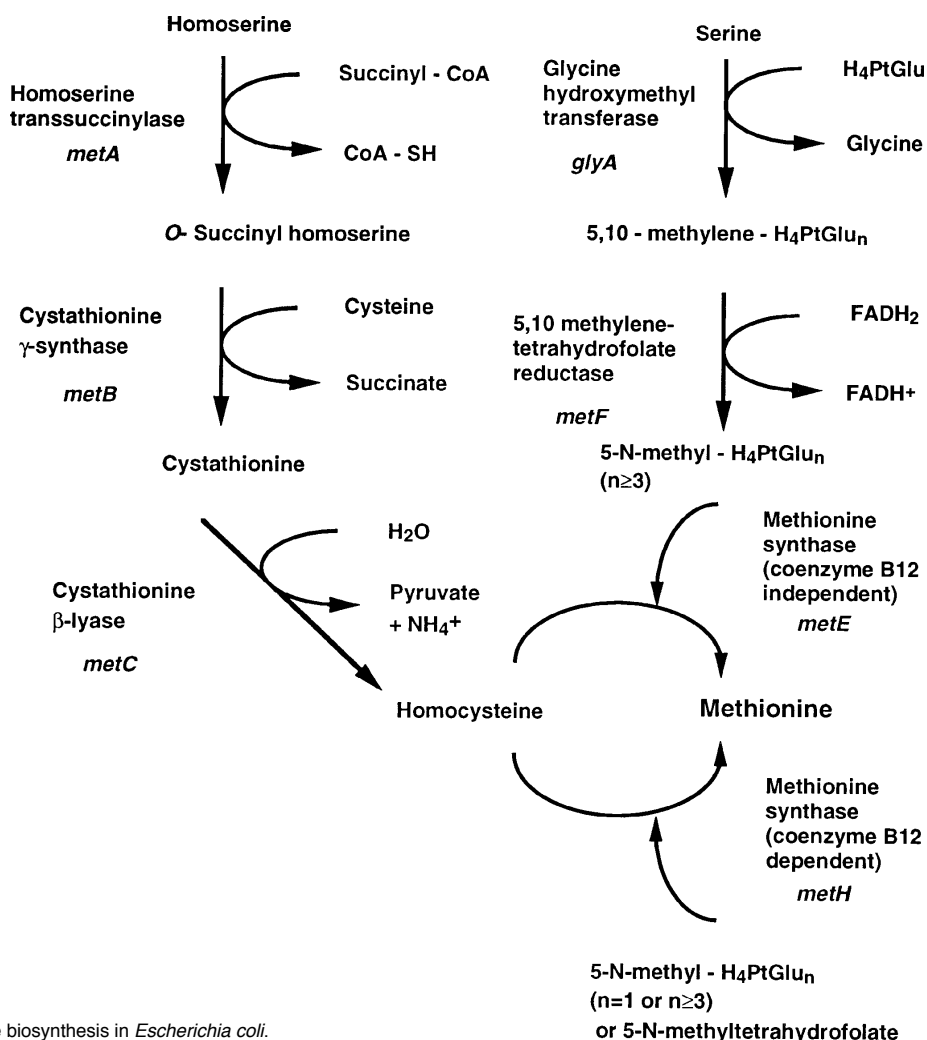 Homoserine
Homoserine
transsuccinylase
metA
Succinyl - CoA
CoA - SH
O- Succinyl homoserine
Cystathionine
γ-synthase
metB
Cysteine
Succinate
Cystathionine
Cystathionine
β-lyase
metC
H2O
Pyruvate
+ NH4+
Homocysteine
Serine
Glycine
hydroxymethyl
transferase
glyA
H4PtGlu
Glycine
5,10 - methylene - H4PtGlun
5,10 methylene-
tetrahydrofolate
reductase
metF
FADH2
FADH+
5-N-methyl - H4PtGlun
(n≥3)
Methionine
synthase
(coenzyme B12
independent)
metE
Methionine
Methionine
synthase
(coenzyme B12
dependent)
metH
5-N-methyl - H4PtGlun
(n=1 or n≥3)
or 5-N-methyltetrahydrofolate
biosynthesis in Escherichia coli.